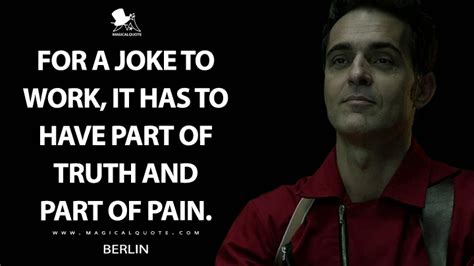 MAGICALQUOTE
FOR A JOKE TO
WORK, IT HAS TO
HAVE PART OF
TRUTH AND
PART OF PAIN.
WWW.MAGICALQUOTE.COM
BERLIN